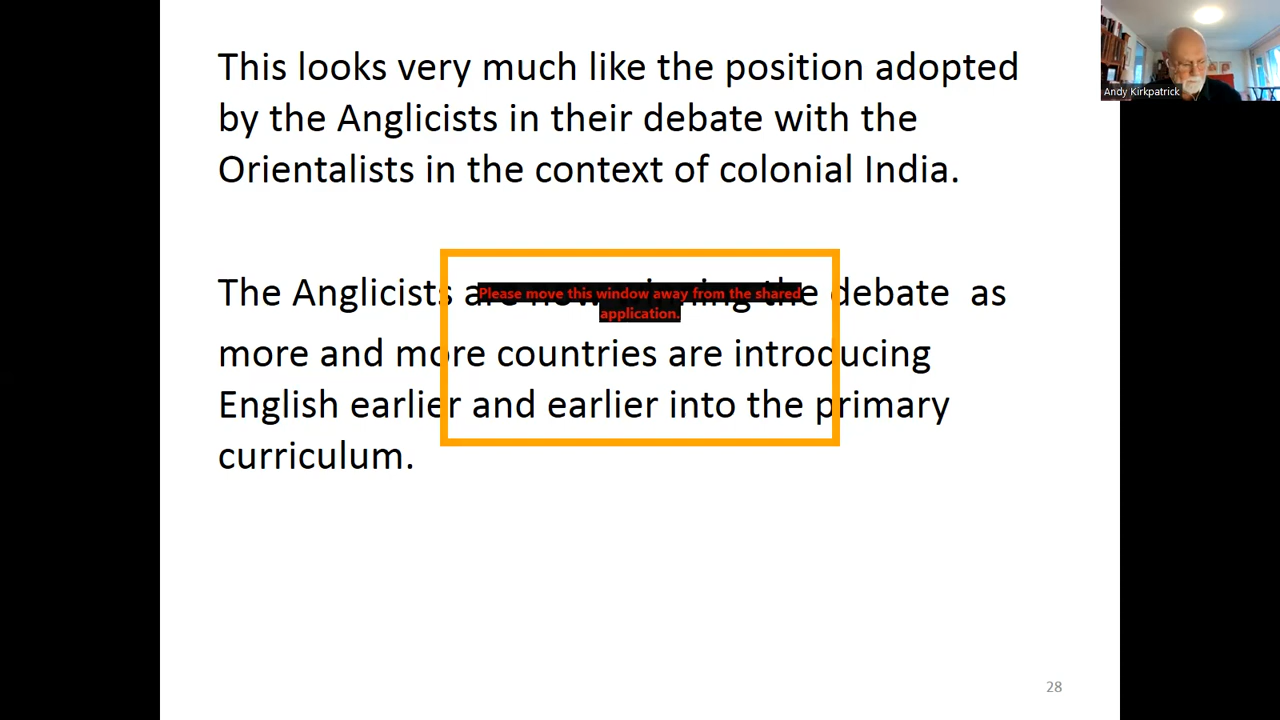 This looks very much like the position adopted
by the Anglicists in their debate with the
Orientalists in the context of colonial India.
The Anglicists are now winning the debate as
more and more countries are introducing
English earlier and earlier into the primary
curriculum.
Please move this window away from the shared
application.
Andy Kirkpatrick
28